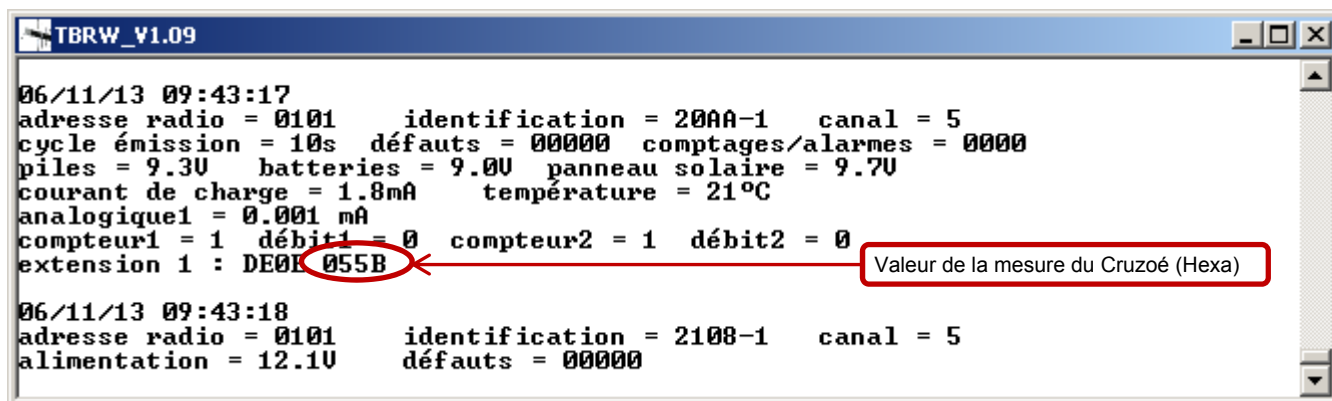 TBRW_V1.09
06/11/13 09:43:17
adresse radio = 0101 identification = 20AA-1 canal = 5
cycle émission = 10s défauts = 00000 comptages/alarmes = 0000
piles = 9.3V batteries = 9.0V panneau solaire = 9.7V
courant de charge = 1.8mA température = 21ºC
analogique1 = 0.001 mA
compteur1 = 1 débit1 = 0 compteur2 = 1 débit2 = 0
extension 1 : 055B
Valeur de la mesure du Cruzoé (Hexa)
06/11/13 09:43:18
adresse radio = 0101 identification = 2108-1 canal = 5
alimentation = 12.1V défauts = 00000